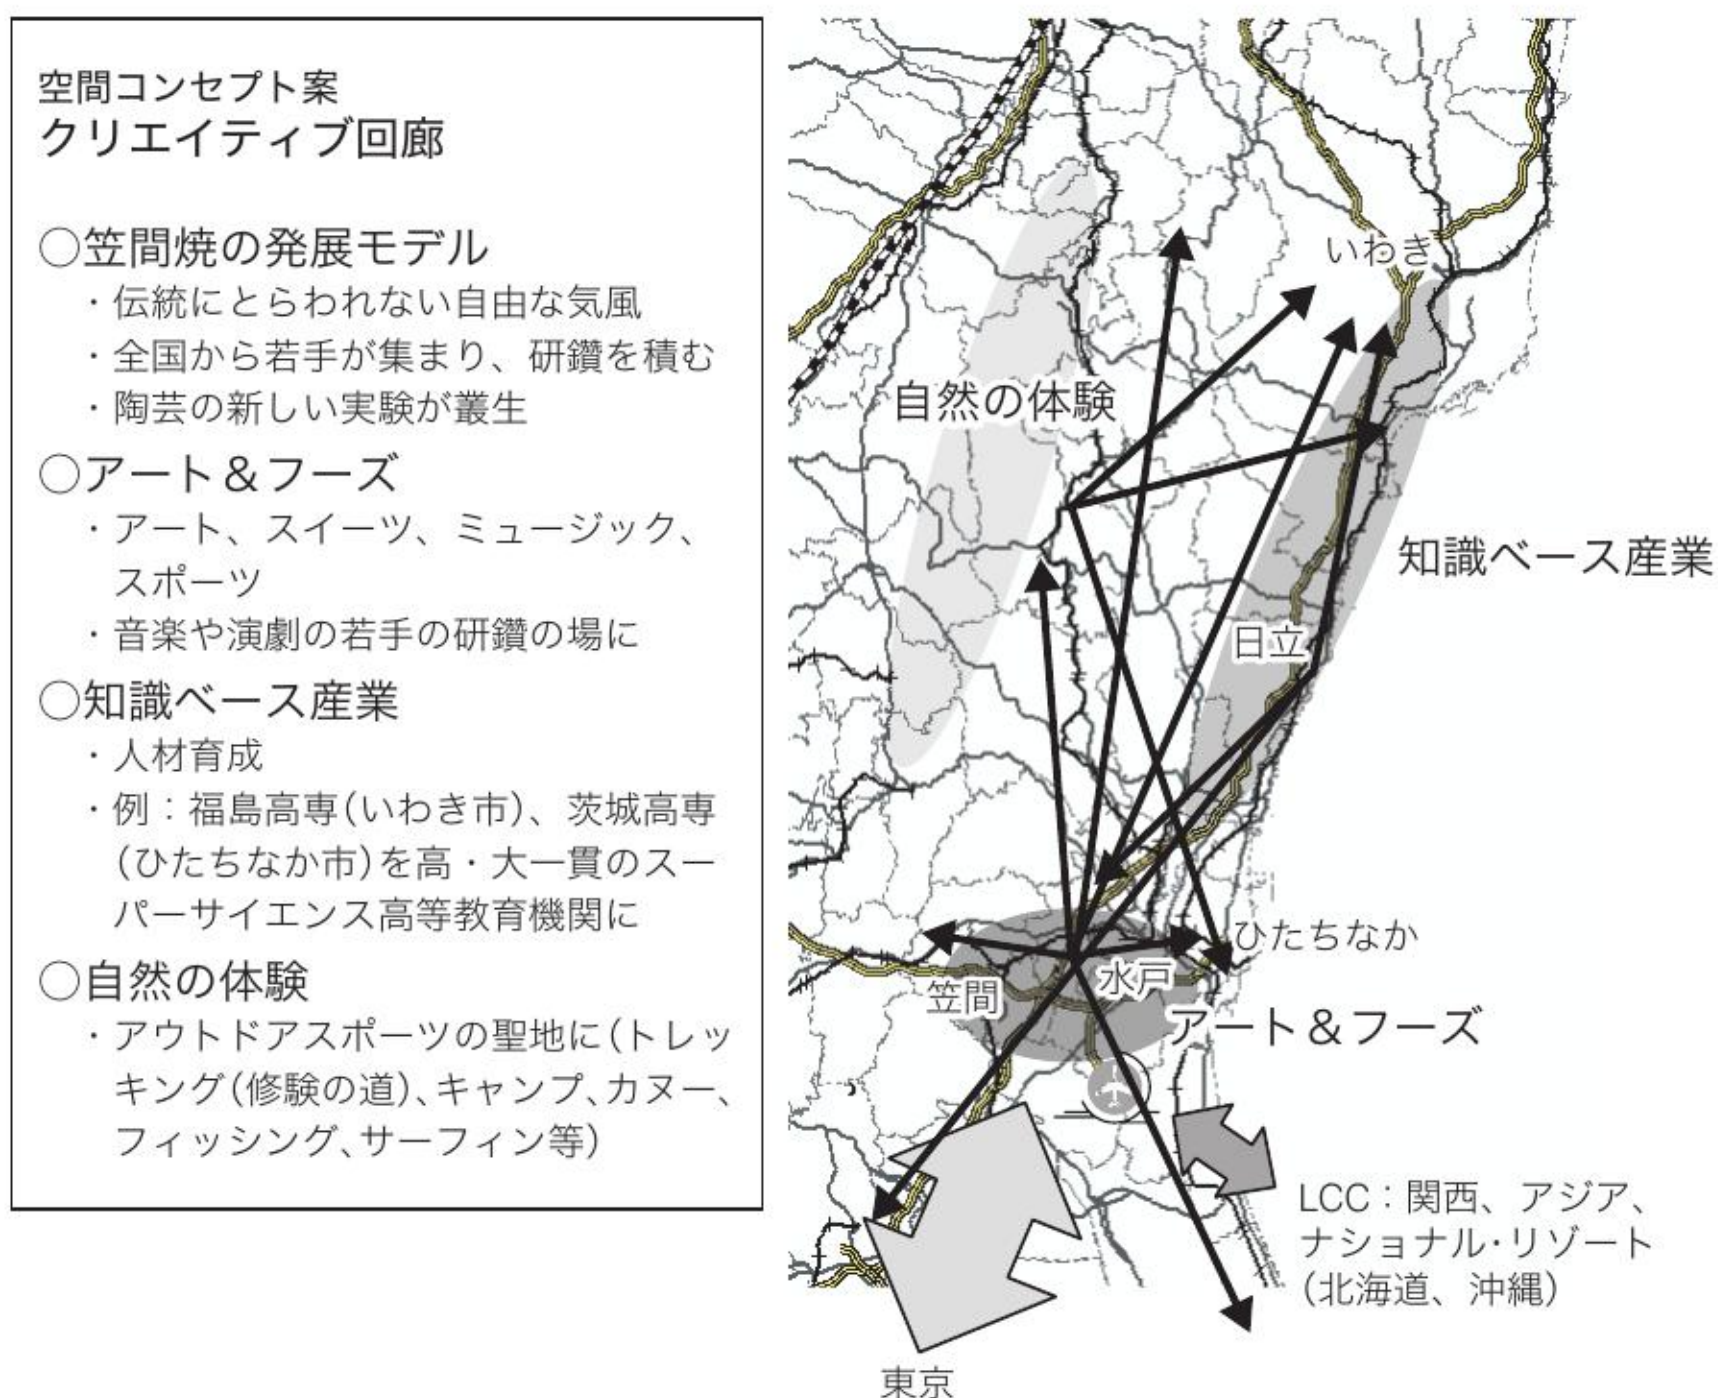 空間コンセプト案
クリエイティブ回廊
○笠間焼の発展モデル
・伝統にとらわれない自由な気風
・全国から若手が集まり、研鑽を積む
・陶芸の新しい実験が叢生
○アート＆フーズ
・アート、スイーツ、ミュージック、
スポーツ
・音楽や演劇の若手の研鑽の場に
○知識ベース産業
・人材育成
・例：福島高専(いわき市)、茨城高専
(ひたちなか市)を高・大一貫のスー
パーサイエンス高等教育機関に
○自然の体験
・アウトドアスポーツの聖地に(トレッ
キング(修験の道)、キャンプ、カヌー、
フィッシング、サーフィン等)
いわき
自然の体験
知識ベース産業
日立
ひたちなか
水戸
笠間
アート＆フーズ
LCC：関西、アジア、
ナショナル・リゾート
(北海道、沖縄)
東京